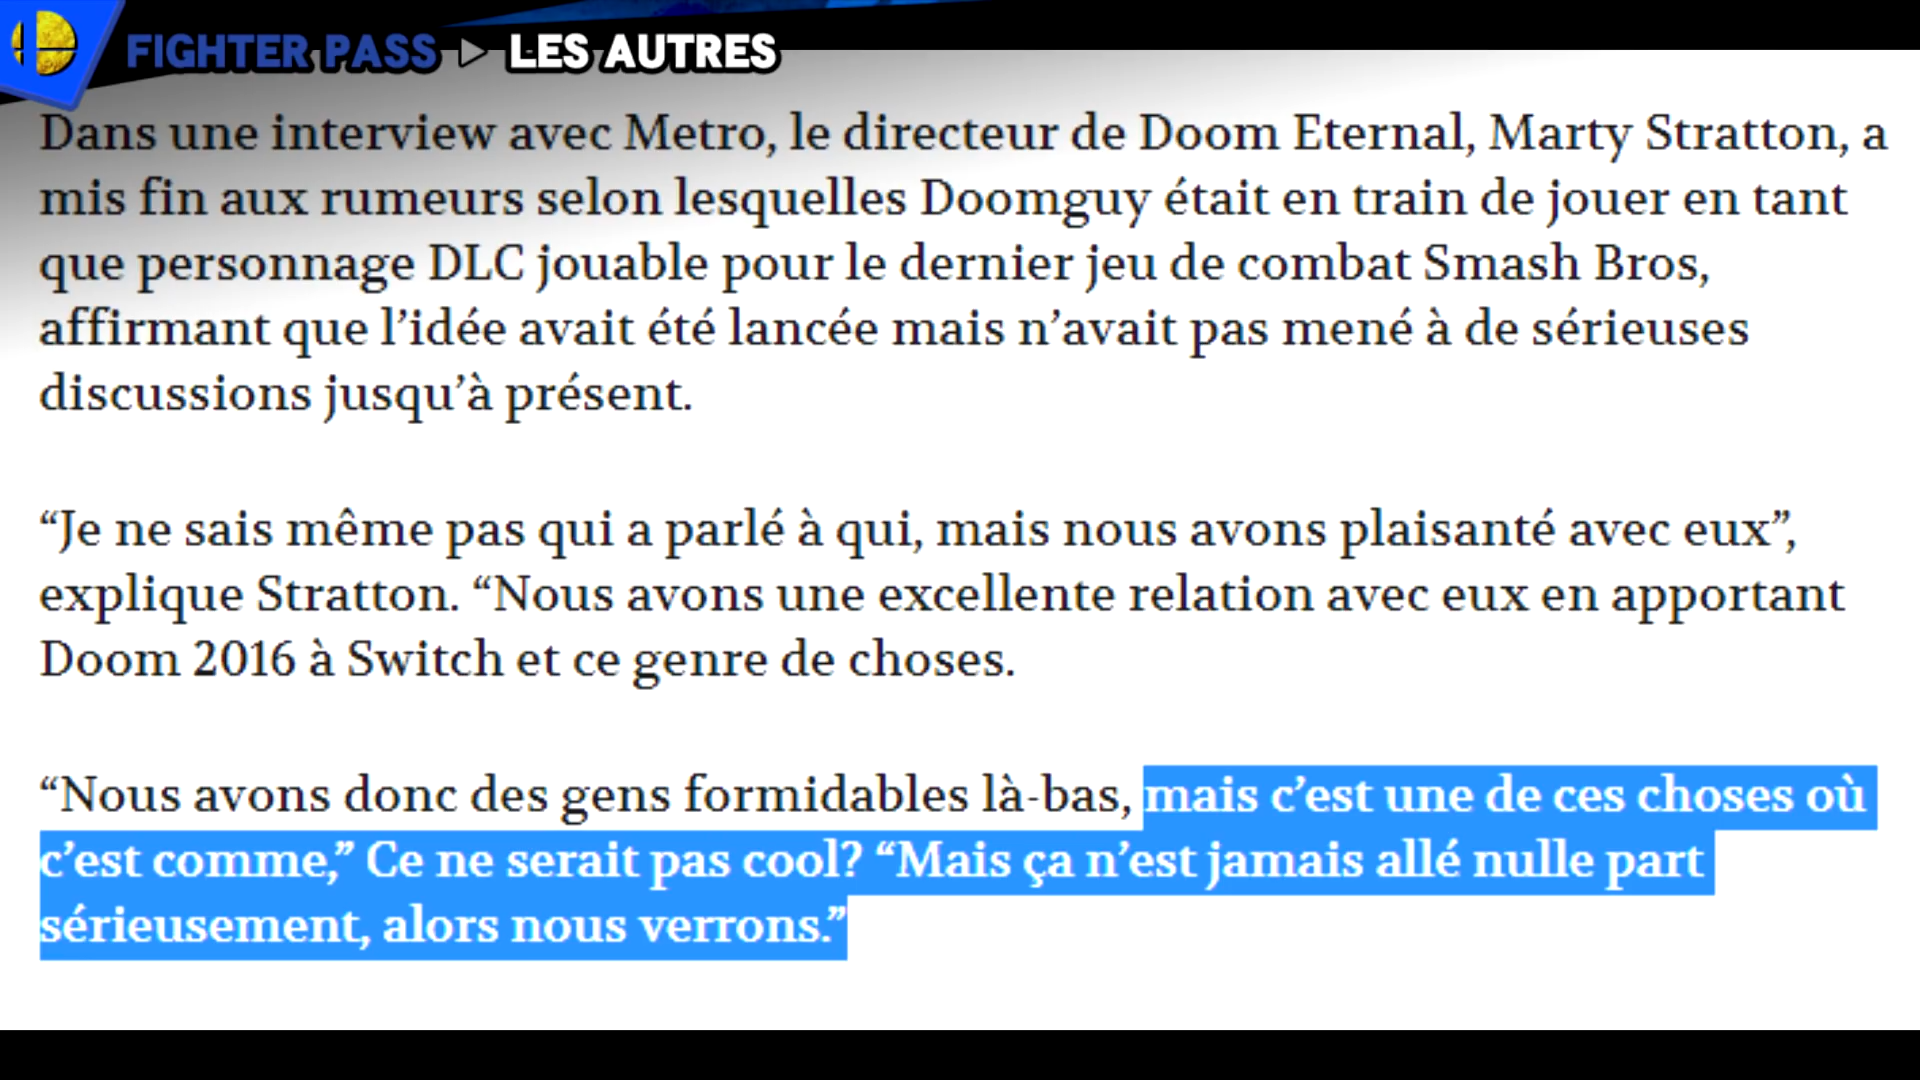 FIGHTER PASS ▷ LES AUTRES
Dans une interview avec Metro, le directeur de Doom Eternal, Marty Stratton, a
mis fin aux rumeurs selon lesquelles Doomguy était en train de jouer en tant
que personnage DLC jouable pour le dernier jeu de combat Smash Bros,
affirmant que l’idée avait été lancée mais n’avait pas mené à de sérieuses
discussions jusqu’à présent.
“Je ne sais même pas qui a parlé à qui, mais nous avons plaisanté avec eux”,
explique Stratton. “Nous avons une excellente relation avec eux en apportant
Doom 2016 à Switch et ce genre de choses.
“Nous avons donc des gens formidables là-bas, mais c’est une de ces choses où
c’est comme,” Ce ne serait pas cool? “Mais ça n’est jamais allé nulle part
sérieusement, alors nous verrons.”